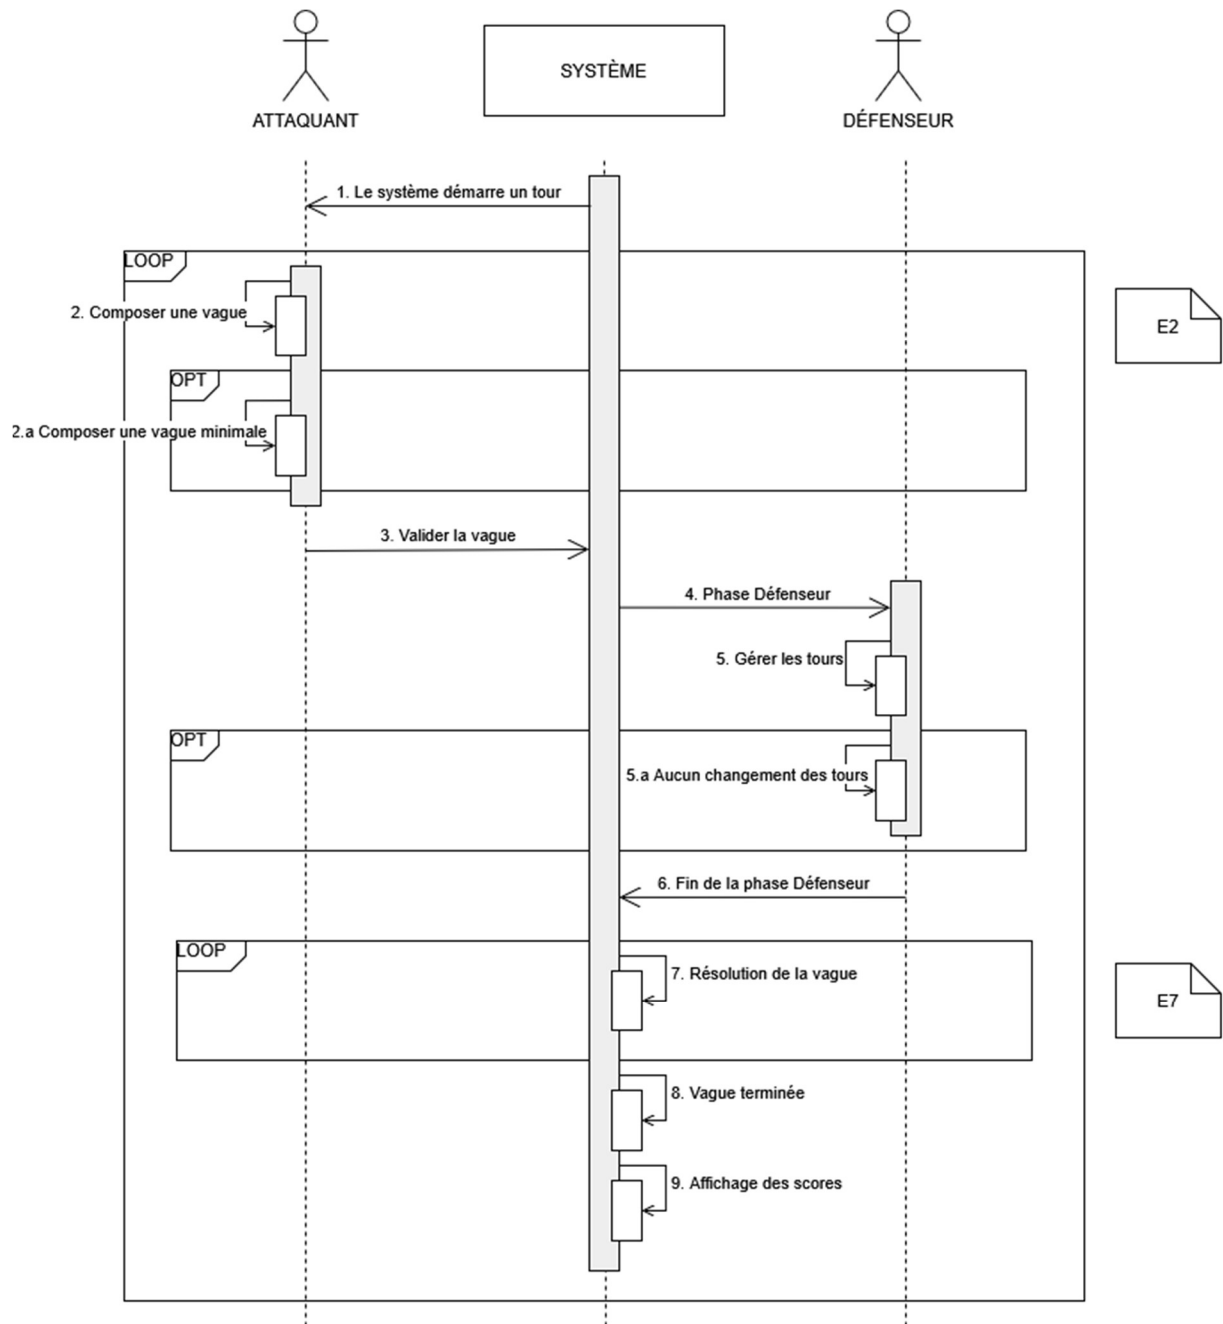 ATTAQUANT
SYSTÈME
DÉFENSEUR
1. Le système démarre un tour
LOOP
2. Composer une vague
E2
OPT
2.a Composer une vague minimale
3. Valider la vague
4. Phase Défenseur
5. Gérer les tours
OPT
5.a Aucun changement des tours
6. Fin de la phase Défenseur
LOOP
7. Résolution de la vague
E7
8. Vague terminée
9. Affichage des scores